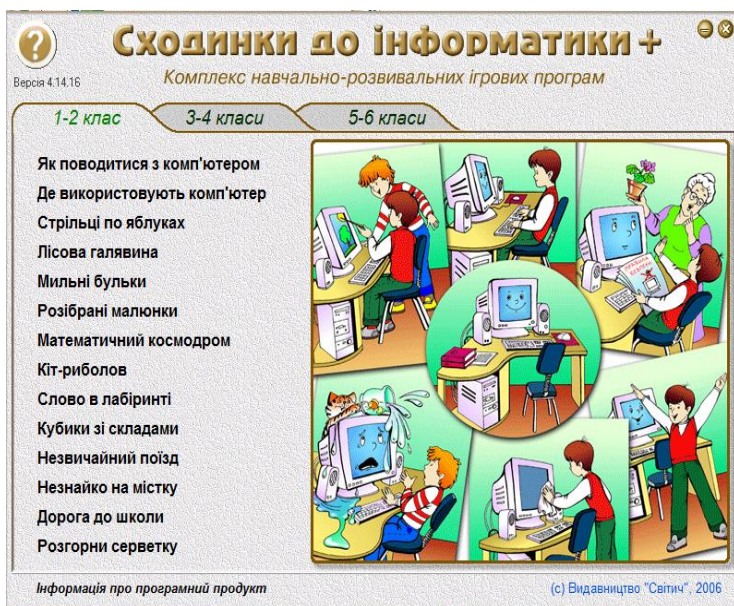 Сходинки до інформатики+
Версія 4.14.16
Комплекс навчально-розвивальних ігрових програм
1-2 клас
3-4 класи
5-6 класи
Як поводитися з комп'ютером
Де використовують комп'ютер
Стрільці по яблуках
Лісова галявина
Мильні бульки
Розібрані малюнки
Математичний космодром
Кіт-риболов
Слово в лабіринті
Кубики зі складами
Незвичайний поїзд
Незнайко на містку
Дорога до школи
Розгорни серветку
Інформація про програмний продукт
(с) Видавництво "Світич", 2006